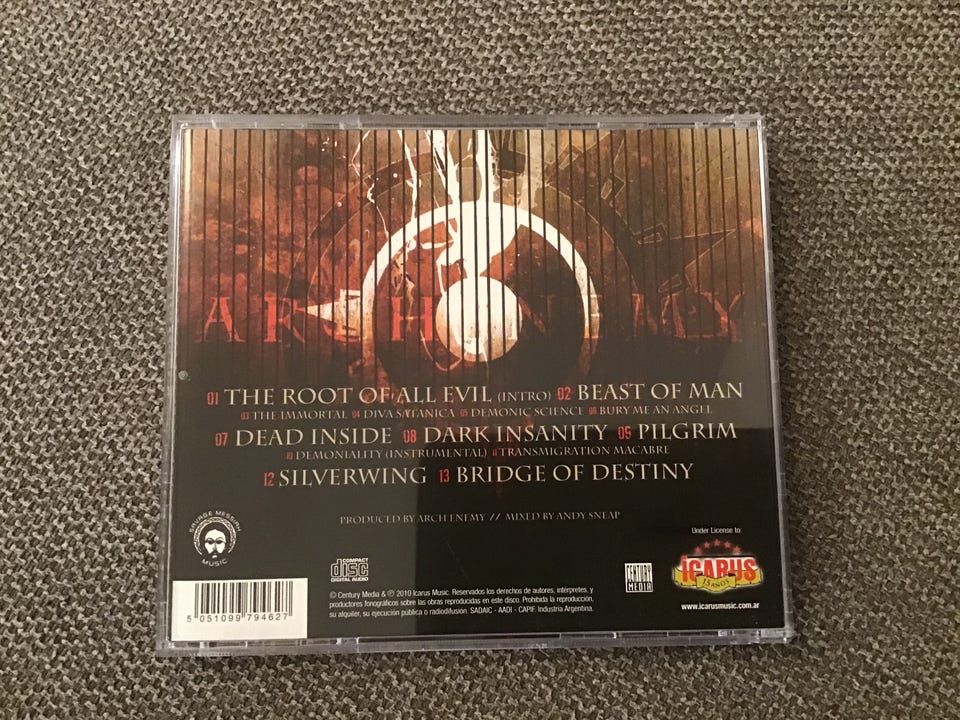 ARCH ENEMY
01 THE ROOT OF ALL EVIL (INTRO) 02 BEAST OF MAN
03 THE IMMORTAL 04 DIVA SATANICA 05 DEMONIC SCIENCE 06 BURY ME AN ANGEL
07 DEAD INSIDE 08 DARK INSANITY 09 PILGRIM
10 DEMONIALITY (INSTRUMENTAL) 11 TRANSMIGRATION MACABRE
12 SILVERWING 13 BRIDGE OF DESTINY
PRODUCED BY ARCH ENEMY // MIXED BY ANDY SNEAP
SAVAGE MESSIAH MUSIC
COMPACT disc DIGITAL AUDIO
CENTURY MEDIA
Under License to:
ICARUS
15 AÑOS
www.icarusmusic.com.ar
© Century Media & ℗ 2010 Icarus Music. Reservados los derechos de autores, intérpretes, y
productores fonográficos sobre las obras reproducidas en este disco. Prohibida la reproducción,
su alquiler, su ejecución publica o radiodifusión. SADAIC - AADI - CAPIF. Industria Argentina.
5 051099 794627